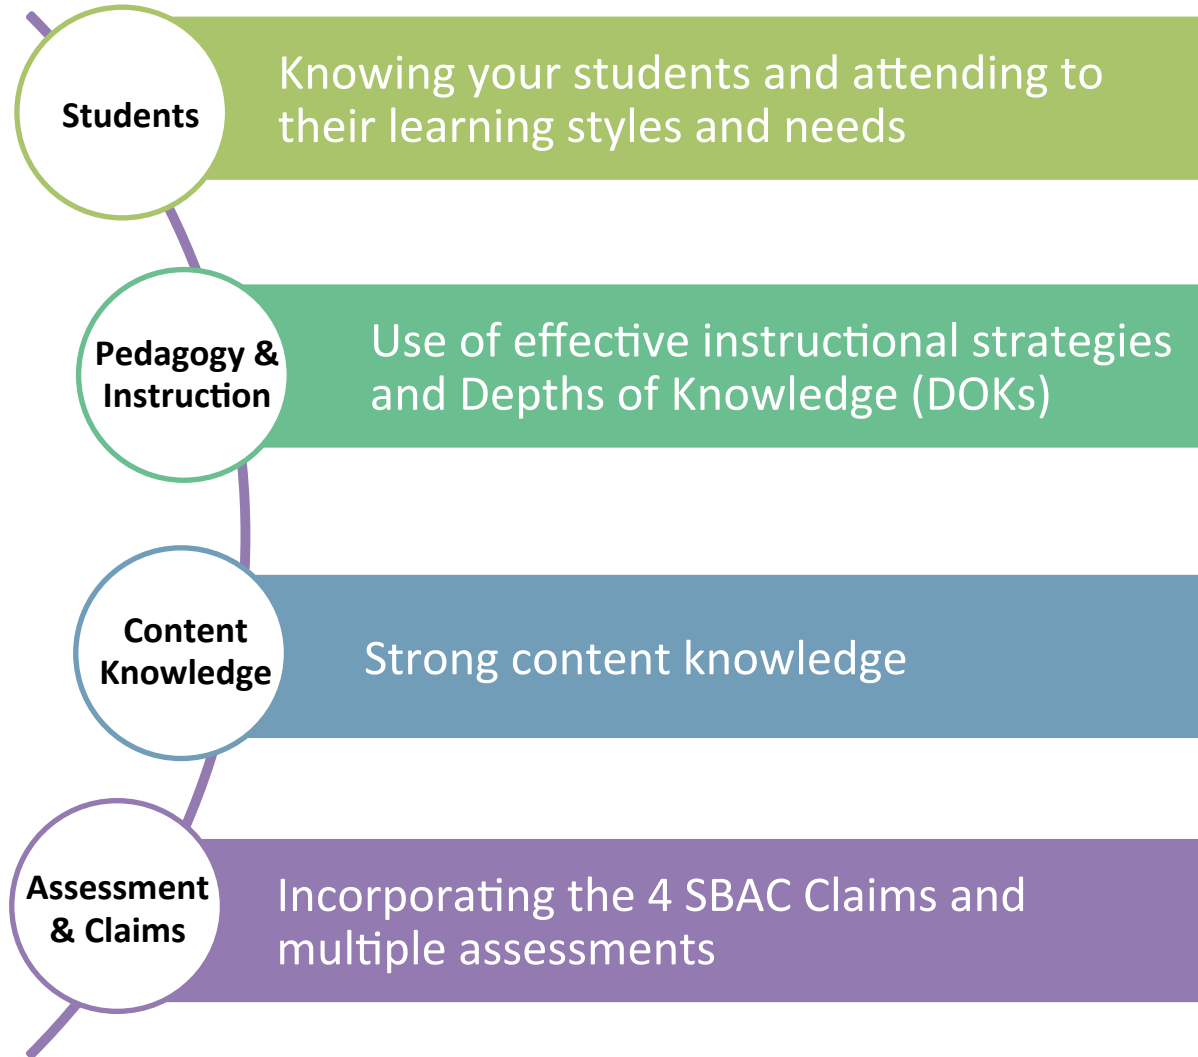 Students
Knowing your students and attending to
their learning styles and needs
Pedagogy &
Instruction
Use of effective instructional strategies
and Depths of Knowledge (DOKs)
Content
Knowledge
Strong content knowledge
Assessment
& Claims
Incorporating the 4 SBAC Claims and
multiple assessments